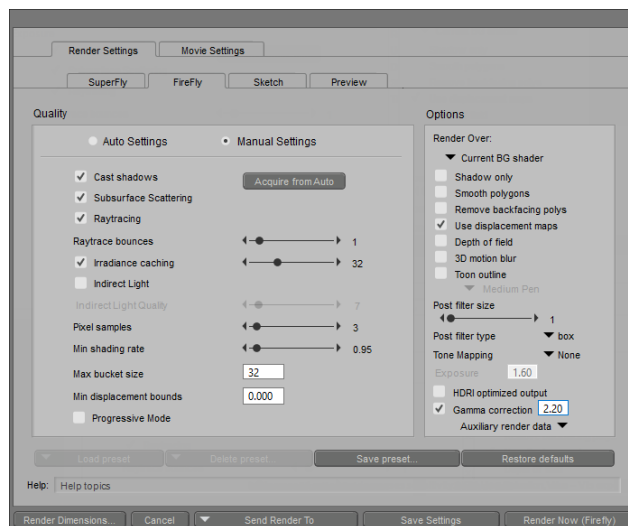 Render Settings Movie Settings
SuperFly FireFly Sketch Preview
Quality
Auto Settings Manual Settings
Cast shadows Acquire from Auto
Subsurface Scattering
Raytracing
Raytrace bounces 1
Irradiance caching 32
Indirect Light
Indirect Light Quality 7
Pixel samples 3
Min shading rate 0.95
Max bucket size 32
Min displacement bounds 0.000
Progressive Mode
Options
Render Over:
Current BG shader
Shadow only
Smooth polygons
Remove backfacing polys
Use displacement maps
Depth of field
3D motion blur
Toon outline
Medium Pen
Post filter size
1
Post filter type box
Tone Mapping None
Exposure 1.60
HDRI optimized output
Gamma correction 2.20
Auxiliary render data
Load preset Delete preset... Save preset... Restore defaults
Help: Help topics
Render Dimensions... Cancel Send Render To Save Settings Render Now (Firefly)